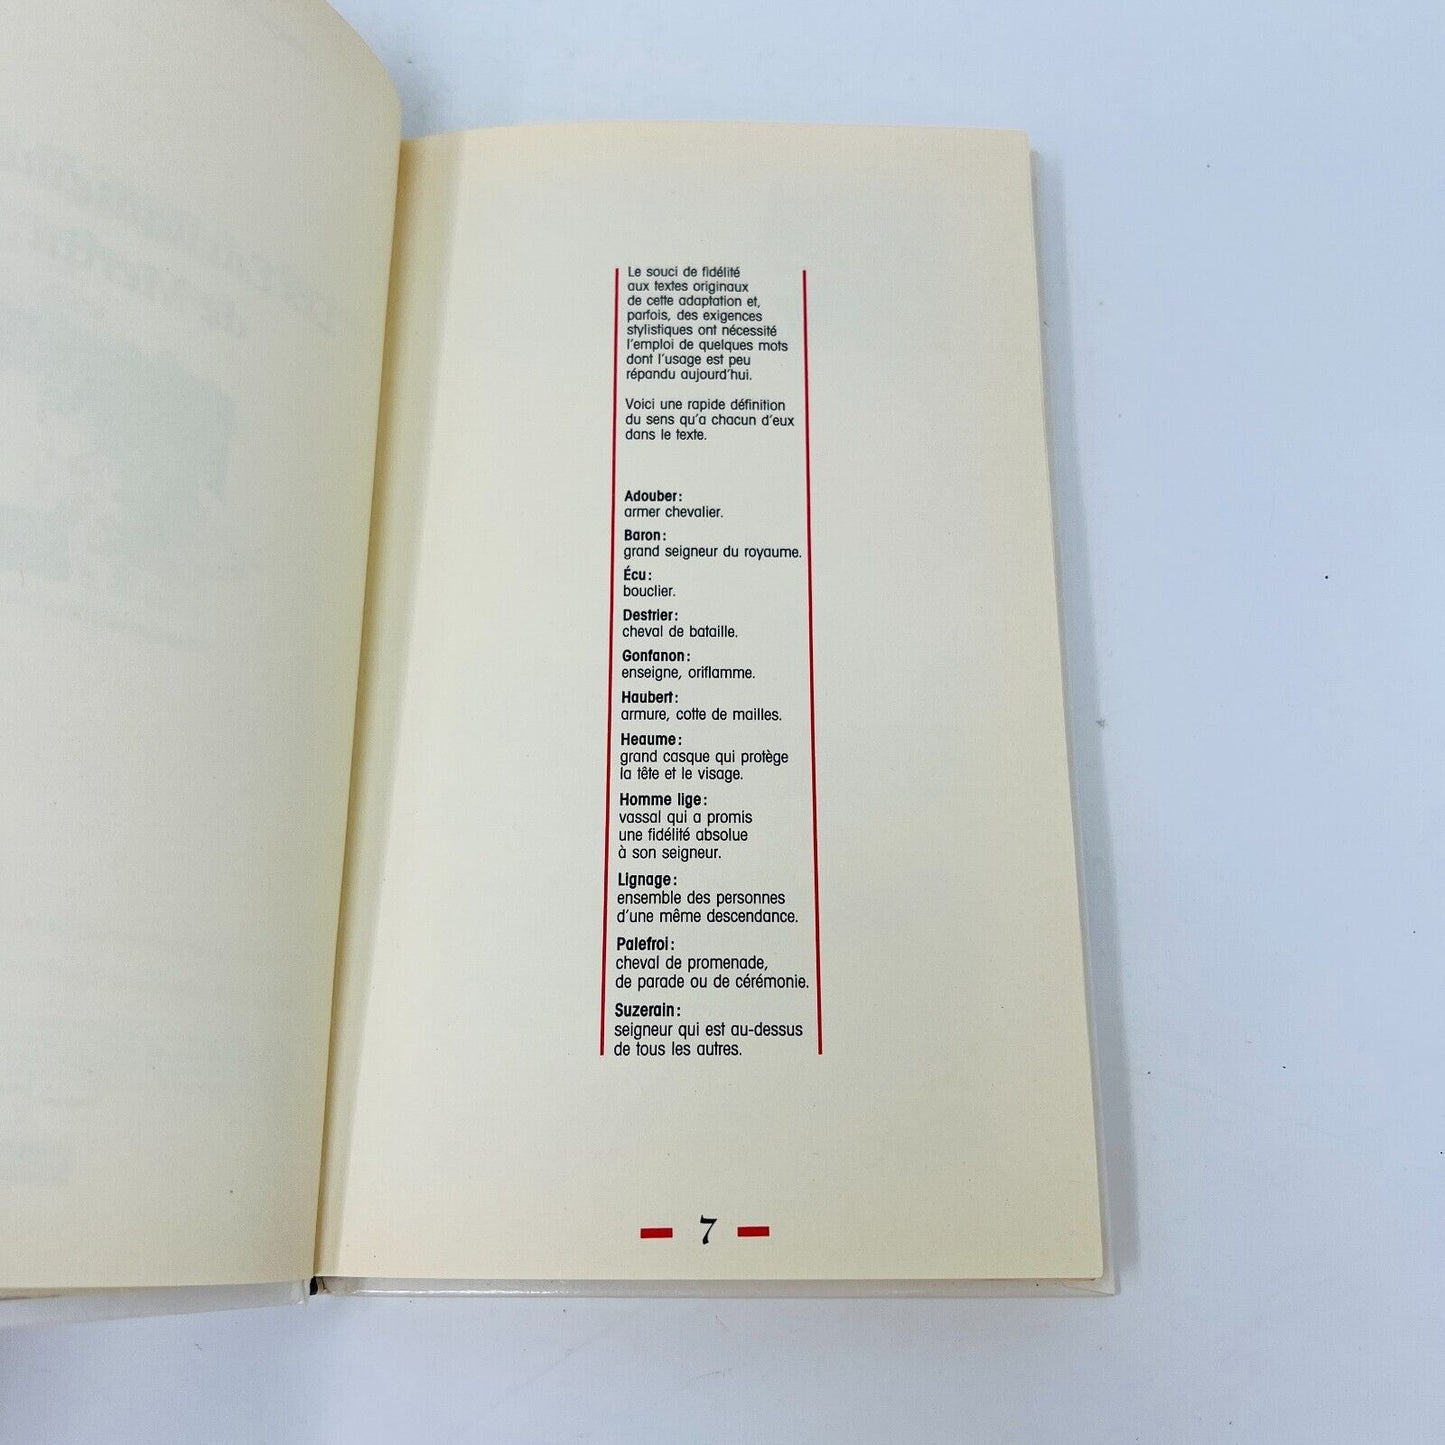 Le souci de fidélité
aux textes originaux
de cette adaptation et,
parfois, des exigences
stylistiques ont nécessité
l'emploi de quelques mots
dont l'usage est peu
répandu aujourd'hui.
Voici une rapide définition
du sens qu'a chacun d'eux
dans le texte.
Adouber:
armer chevalier.
Baron:
grand seigneur du royaume.
Écu:
bouclier.
Destrier:
cheval de bataille.
Gonfanon:
enseigne, oriflamme.
Haubert:
armure, cotte de mailles.
Heaume:
grand casque qui protège
la tête et le visage.
Homme lige:
vassal qui a promis
une fidélité absolue
à son seigneur.
Lignage:
ensemble des personnes
d'une même descendance.
Palefroi:
cheval de promenade,
de parade ou de cérémonie.
Suzerain:
seigneur qui est au-dessus
de tous les autres.
7